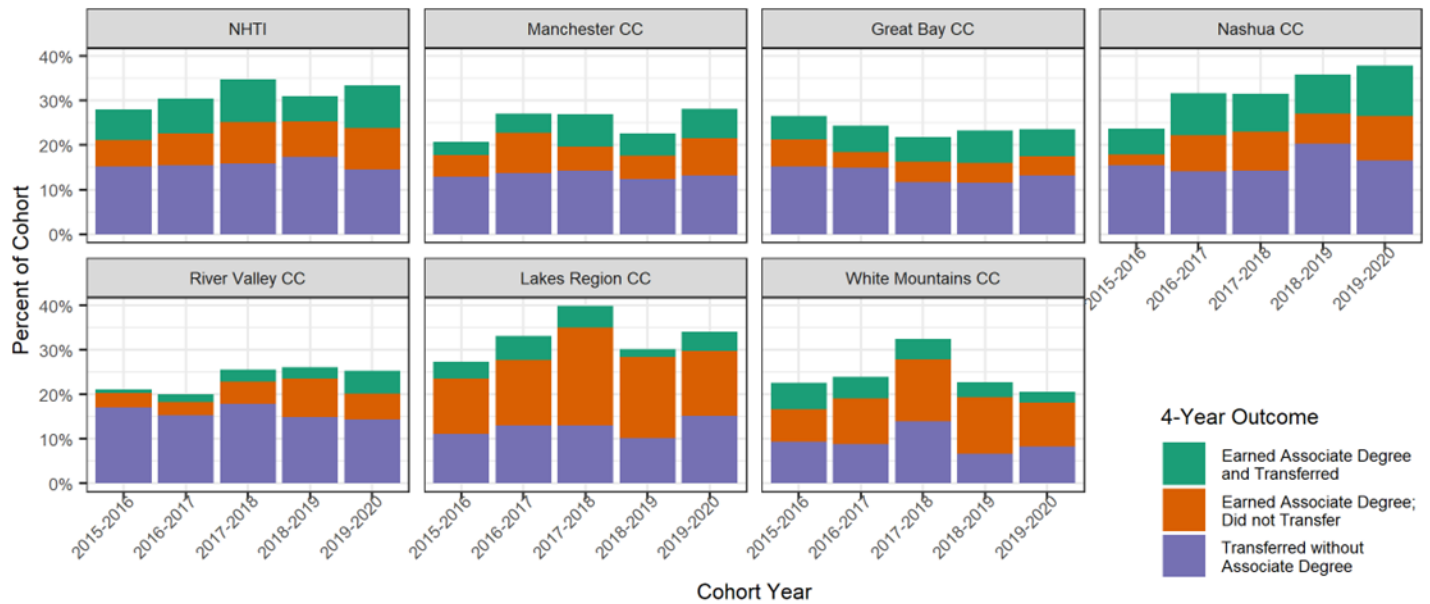 NHTI
Manchester CC
Great Bay CC
Nashua CC
40%
30%
20%
10%
0%
2015-2016
2016-2017
2017-2018
2018-2019
2019-2020
Percent of Cohort
River Valley CC
Lakes Region CC
White Mountains CC
40%
30%
20%
10%
0%
2015-2016
2016-2017
2017-2018
2018-2019
2019-2020
2015-2016
2016-2017
2017-2018
2018-2019
2019-2020
2015-2016
2016-2017
2017-2018
2018-2019
2019-2020
Cohort Year
4-Year Outcome
Earned Associate Degree
and Transferred
Earned Associate Degree;
Did not Transfer
Transferred without
Associate Degree